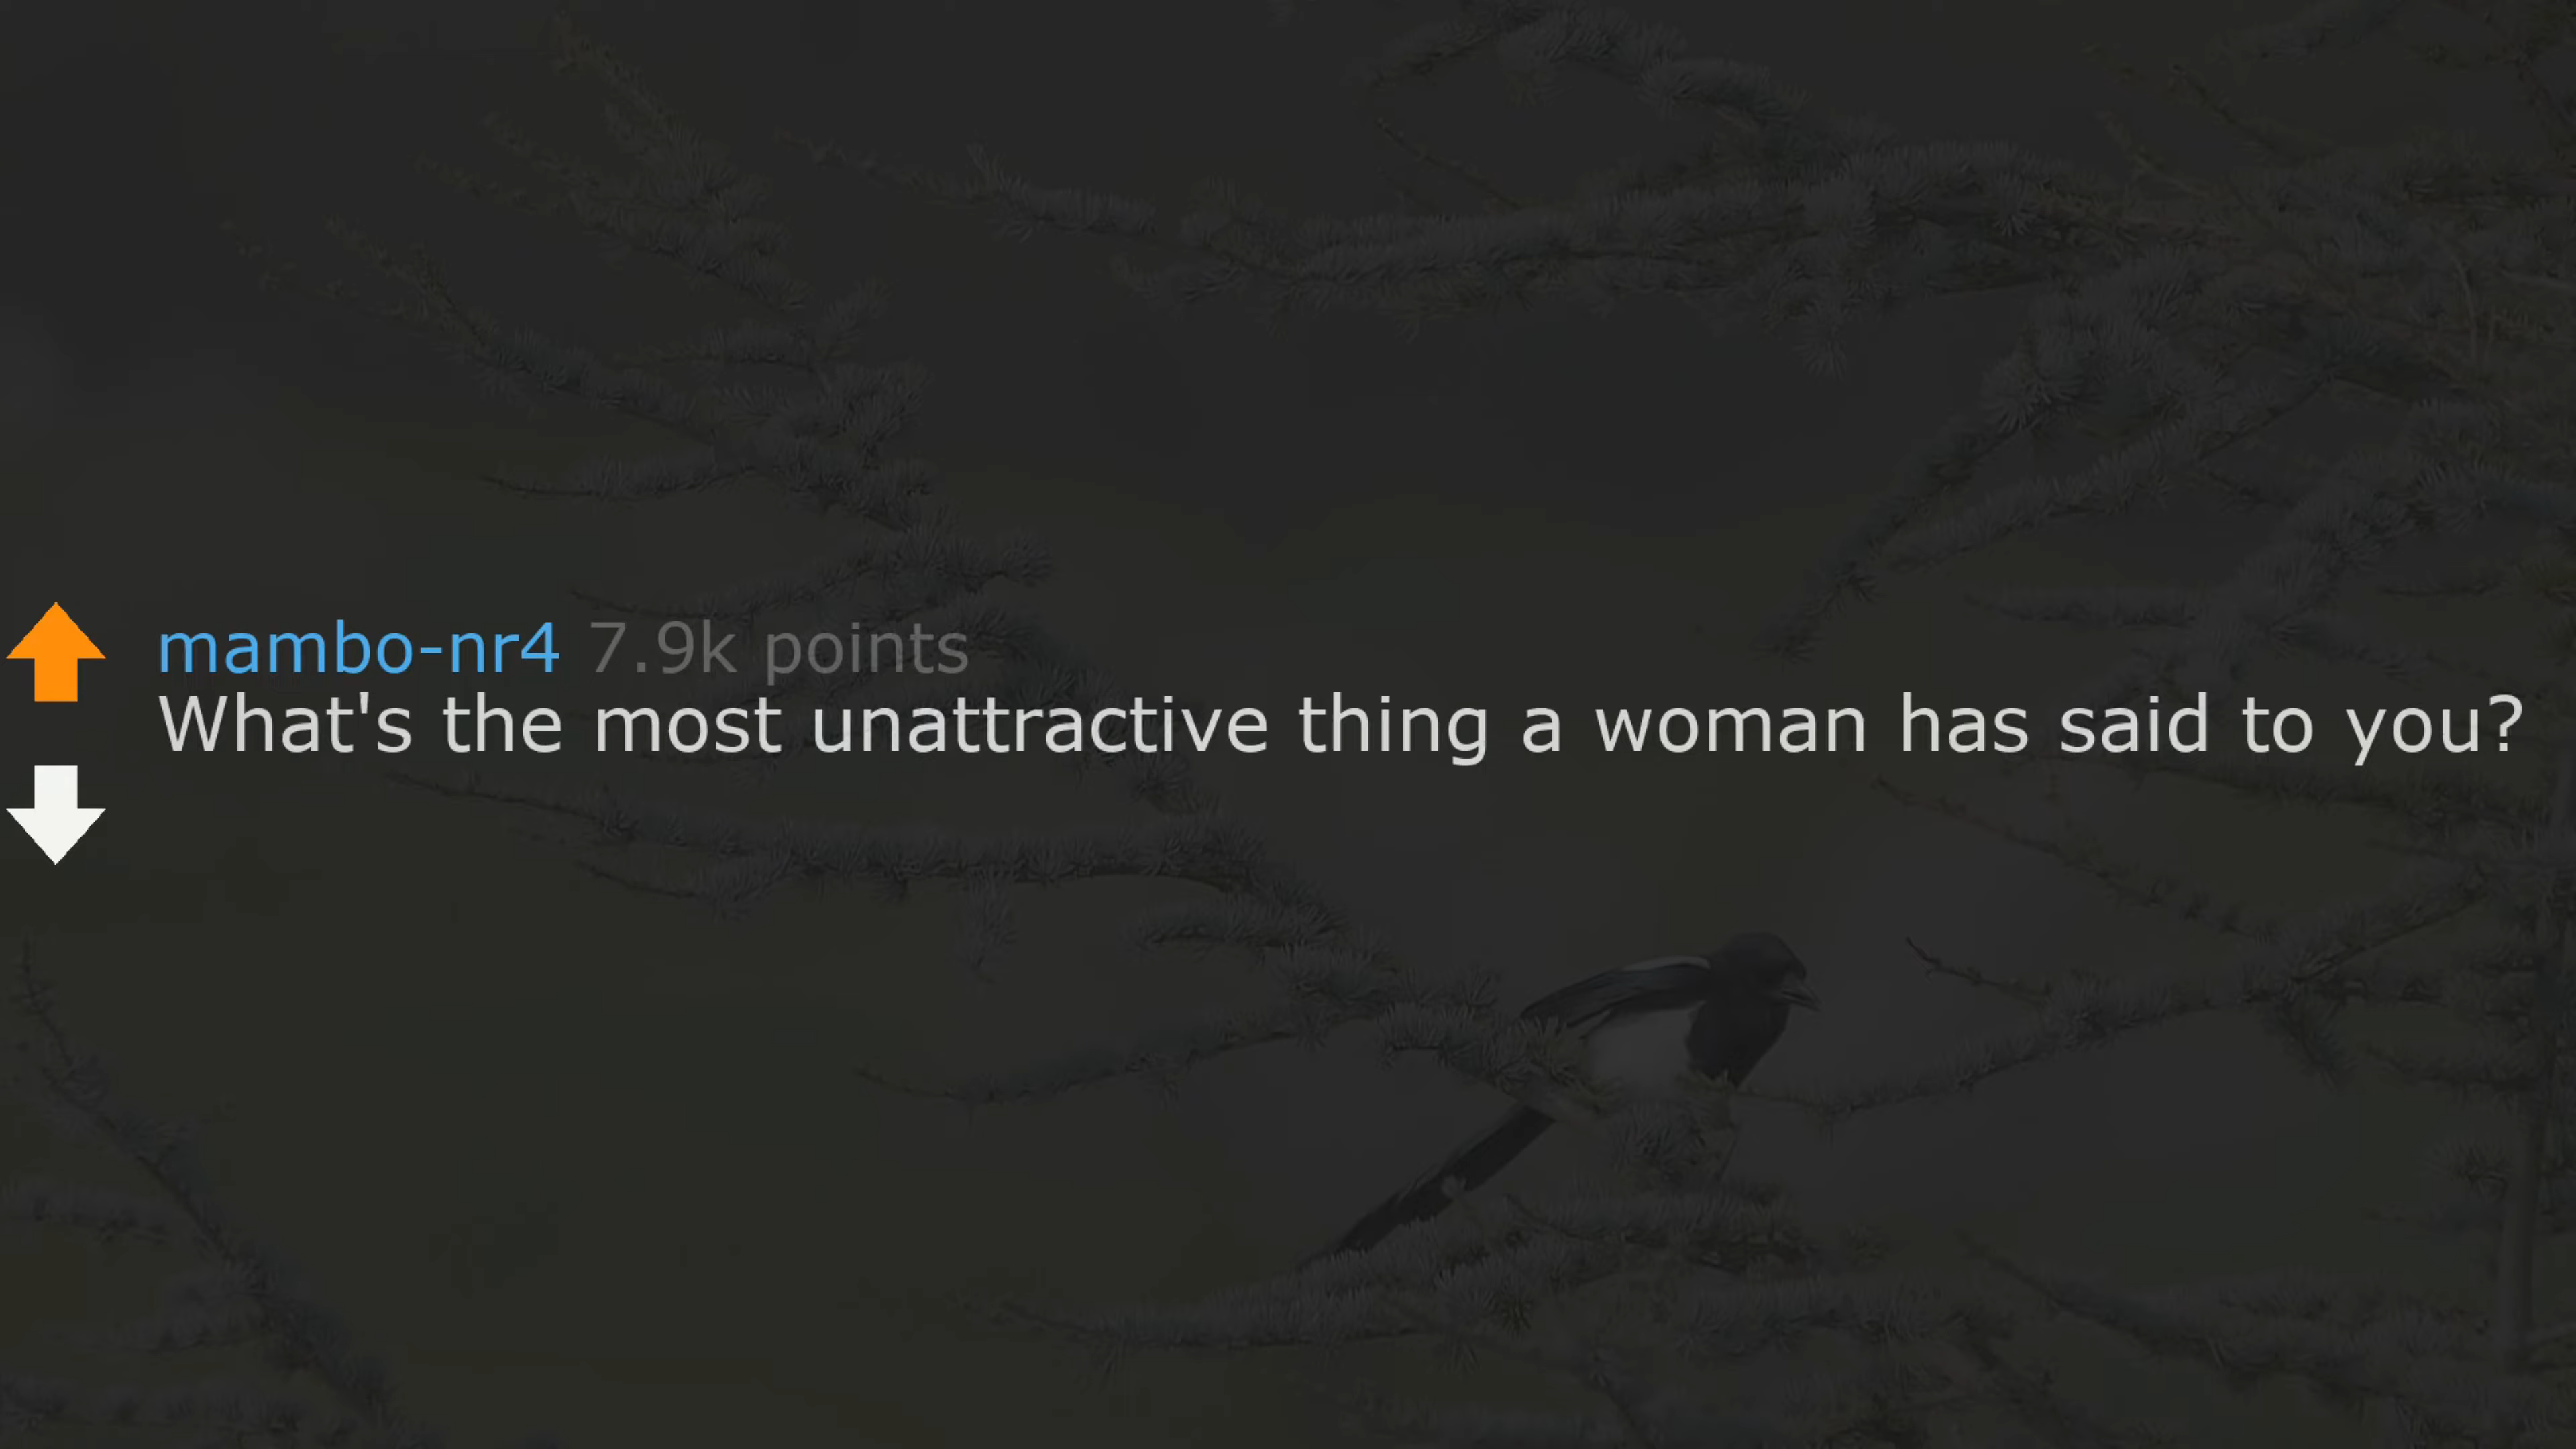 mambo-nr4 7.9k points
What's the most unattractive thing a woman has said to you?